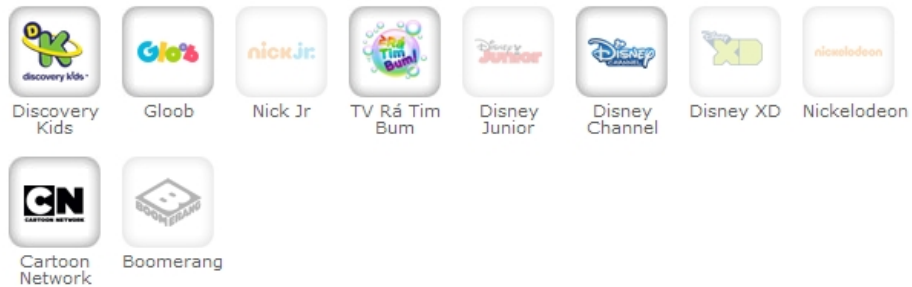 D
K
discovery kids
Gloob
nick jr.
Rá
Tim
Bum!
Disney
Junior
Disney
CHANNEL
Disney
XD
nickelodeon
Discovery
Kids
Gloob
Nick Jr
TV Rá Tim
Bum
Disney
Junior
Disney
Channel
Disney XD
Nickelodeon
CN
CARTOON NETWORK
B
BOOMERANG
Cartoon
Network
Boomerang